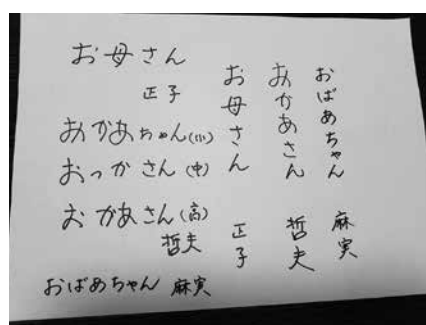 お母さん
正子
おかあちゃん(小)
おっかさん(中)
おかあさん(高)
哲夫
おばあちゃん 麻実
おばあちゃん 麻実
おかあさん 哲夫
お母さん 正子